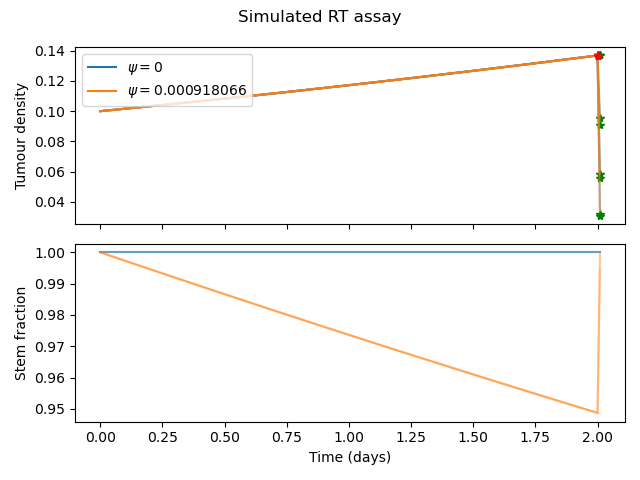 Simulated RT assay
0.14
0.12
0.10
0.08
0.06
0.04
Tumour density
ψ = 0
ψ = 0.000918066
1.00
0.99
0.98
0.97
0.96
0.95
Stem fraction
0.00 0.25 0.50 0.75 1.00 1.25 1.50 1.75 2.00
Time (days)